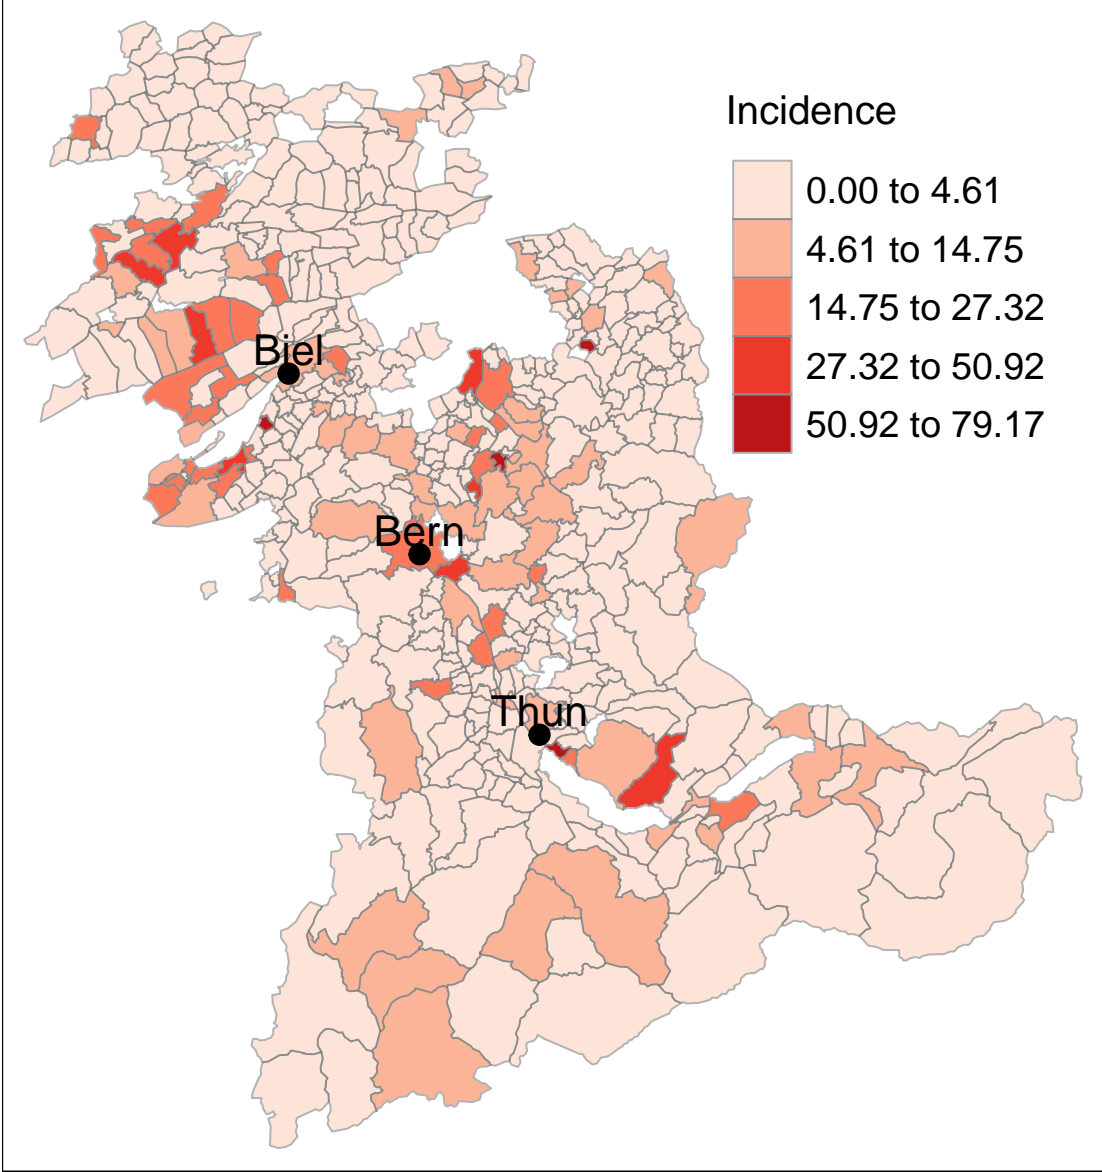 Incidence
0.00 to 4.61
4.61 to 14.75
14.75 to 27.32
27.32 to 50.92
50.92 to 79.17
Biel
Bern
Thun